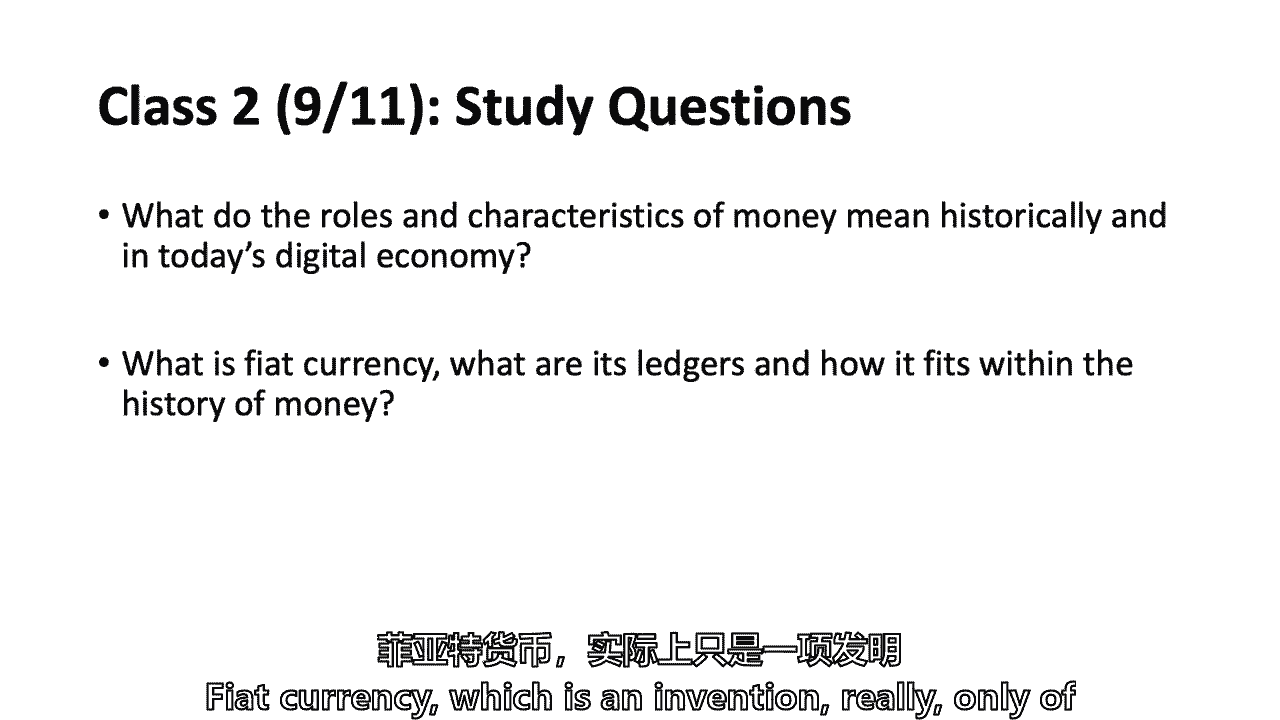 Class 2 (9/11): Study Questions
• What do the roles and characteristics of money mean historically and
in today’s digital economy?
• What is fiat currency, what are its ledgers and how it fits within the
history of money?
菲亚特货币，实际上只是一项发明
Fiat currency, which is an invention, really, only of